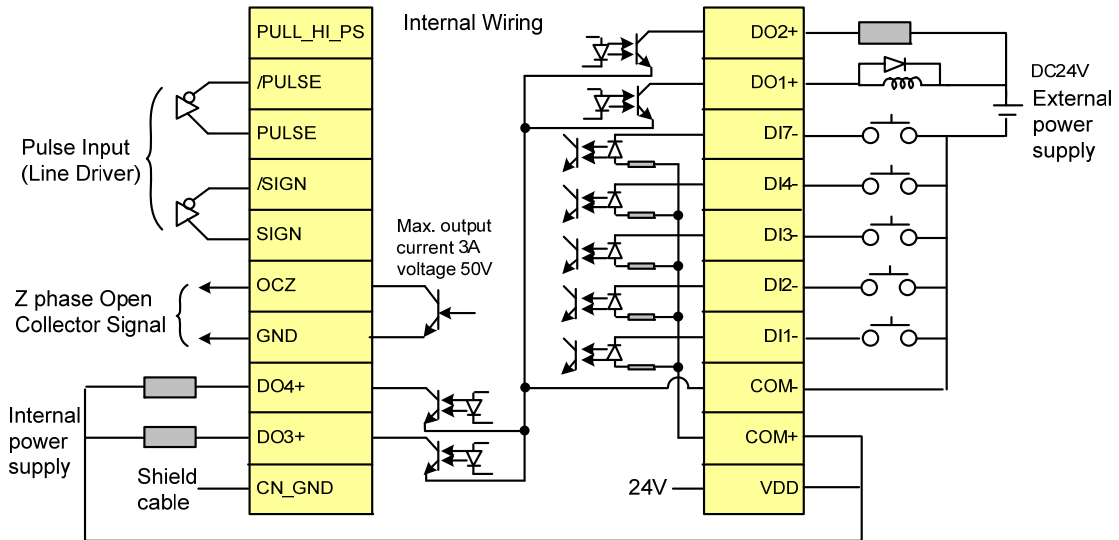 Internal Wiring
PULL_HI_PS
/PULSE
PULSE
/SIGN
SIGN
OCZ
GND
DO4+
DO3+
CN_GND
Pulse Input
(Line Driver)
Z phase Open
Collector Signal
Internal
power
supply
Shield
cable
Max. output
current 3A
voltage 50V
DO2+
DO1+
DI7-
DI4-
DI3-
DI2-
DI1-
COM-
COM+
VDD
24V
DC24V
External
power
supply